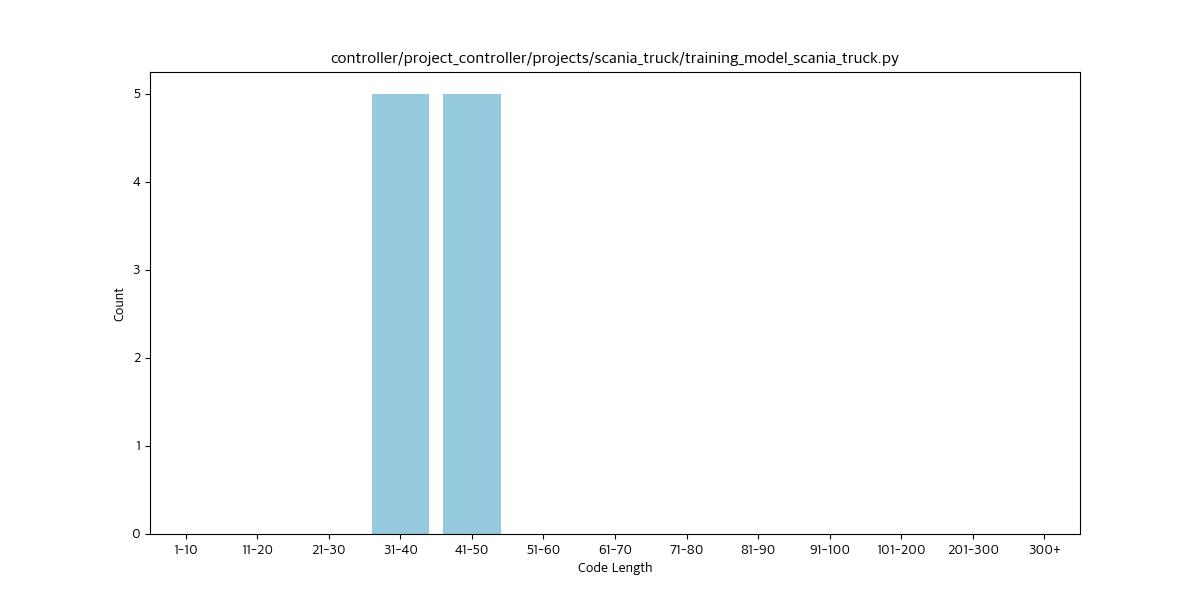 controller/project_controller/projects/scania_truck/training_model_scania_truck.py
5
4
3
2
1
0
Count
1-10 11-20 21-30 31-40 41-50 51-60 61-70 71-80 81-90 91-100 101-200 201-300 300+
Code Length